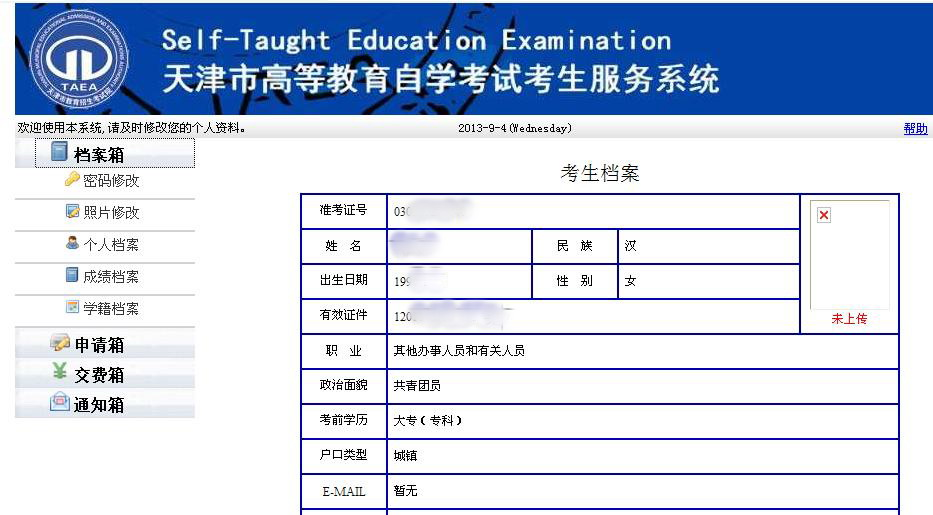 Self-Taught Education Examination
天津市高等教育自学考试考生服务系统
TAEA
欢迎使用本系统,请及时修改您的个人资料。 2013-9-4(Wednesday) 帮助
档案箱
密码修改
照片修改
个人档案
成绩档案
学籍档案
申请箱
交费箱
通知箱
考生档案
准考证号 030
姓 名 民 族 汉
出生日期 199 性 别 女
有效证件 120
未上传
职 业 其他办事人员和有关人员
政治面貌 共青团员
考前学历 大专(专科)
户口类型 城镇
E-MAIL 暂无